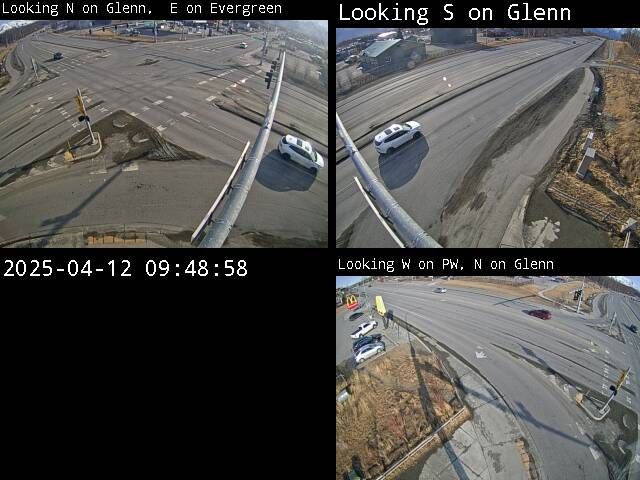 Looking N on Glenn,  E on Evergreen
Looking S on Glenn
2025-04-12 09:48:58
Looking W on PW, N on Glenn